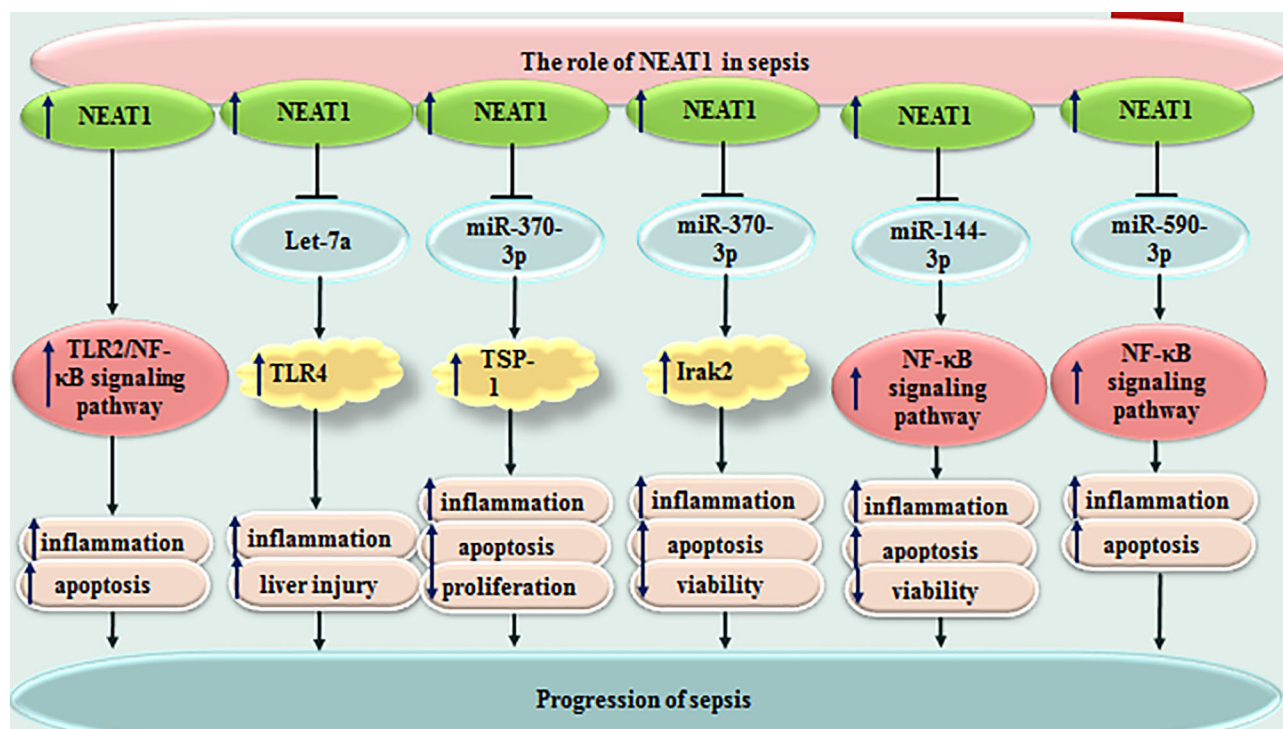 The role of NEAT1 in sepsis
NEAT1
NEAT1
NEAT1
NEAT1
NEAT1
NEAT1
Let-7a
miR-370-
3p
miR-370-
3p
miR-144-
3p
miR-590-
3p
TLR2/NF-
κB signaling
pathway
TLR4
TSP-
1
Irak2
NF-κB
signaling
pathway
NF-κB
signaling
pathway
inflammation
apoptosis
inflammation
liver injury
inflammation
apoptosis
proliferation
inflammation
apoptosis
viability
inflammation
apoptosis
viability
inflammation
apoptosis
Progression of sepsis